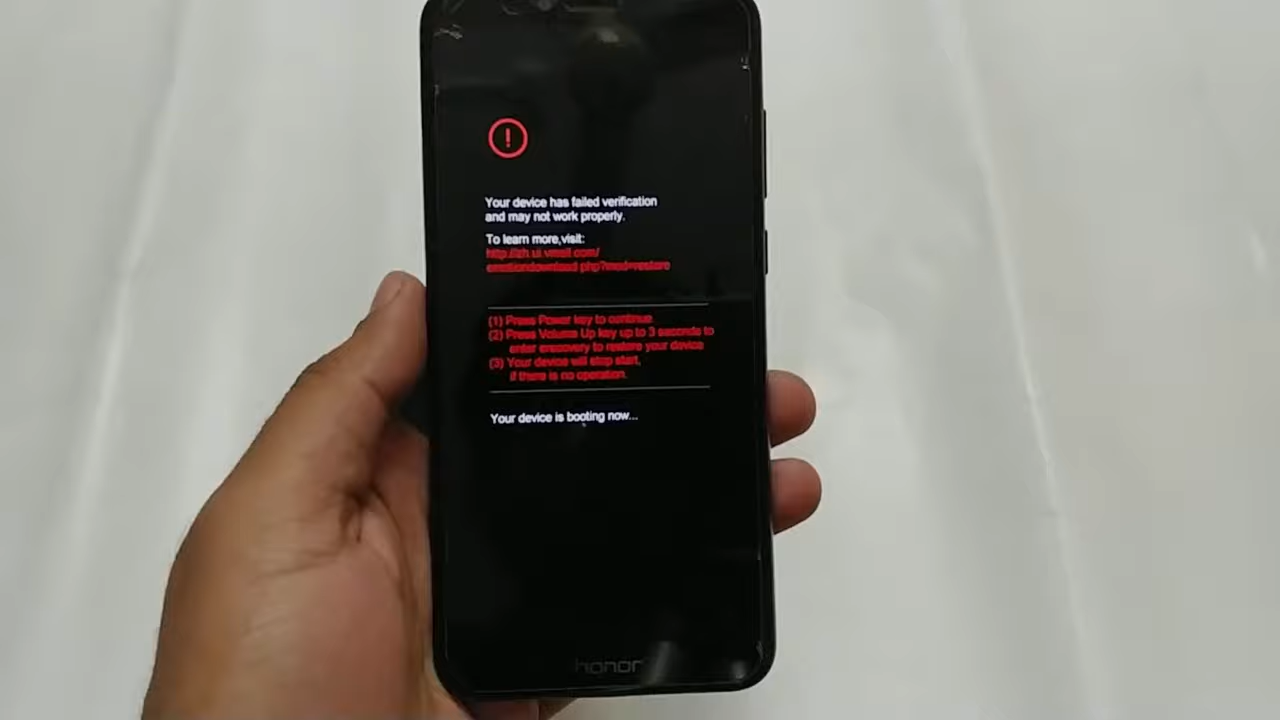 Your device has failed verification
and may not work properly.
To learn more,visit:
(1) Press Power key to continue
(2) Press Volume Up key up to 3 seconds to
enter erecovery to restore your device
(3) Your device will stop start,
if there is no operation.
Your device is booting now...
honor